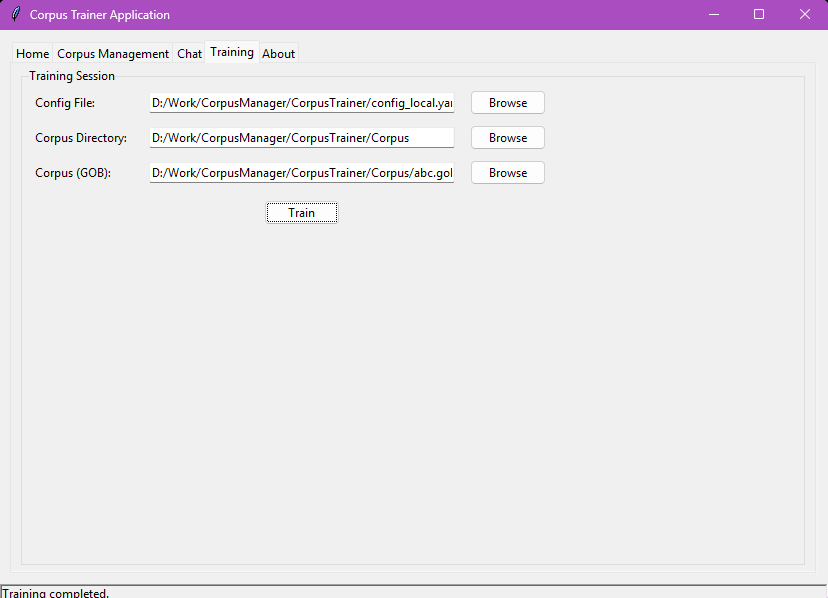 Corpus Trainer Application
Home Corpus Management Chat Training About
Training Session
Config File: D:/Work/CorpusManager/CorpusTrainer/config_local.ya Browse
Corpus Directory: D:/Work/CorpusManager/CorpusTrainer/Corpus Browse
Corpus (GOB): D:/Work/CorpusManager/CorpusTrainer/Corpus/abc.gol Browse
Train
Training completed.